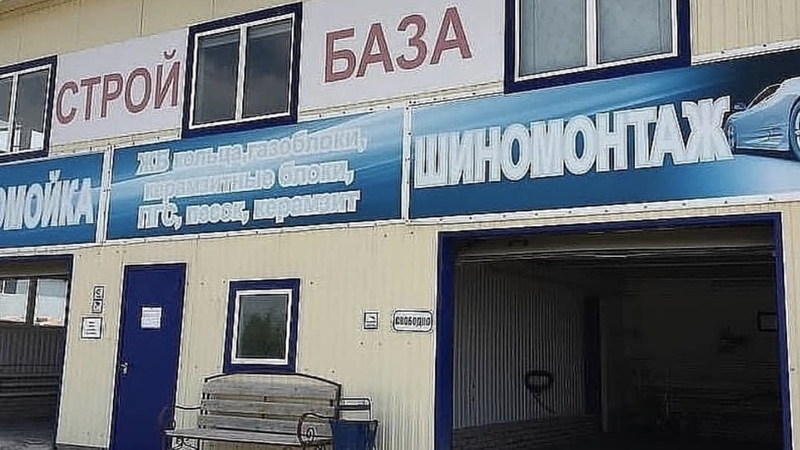 СТРОЙ БАЗА
ОМОЙКА
ЖБ кольца,газоблоки,
керамзитные блоки,
ПГС, песок, керамзит
ШИНОМОНТАЖ
СВОБОДНО